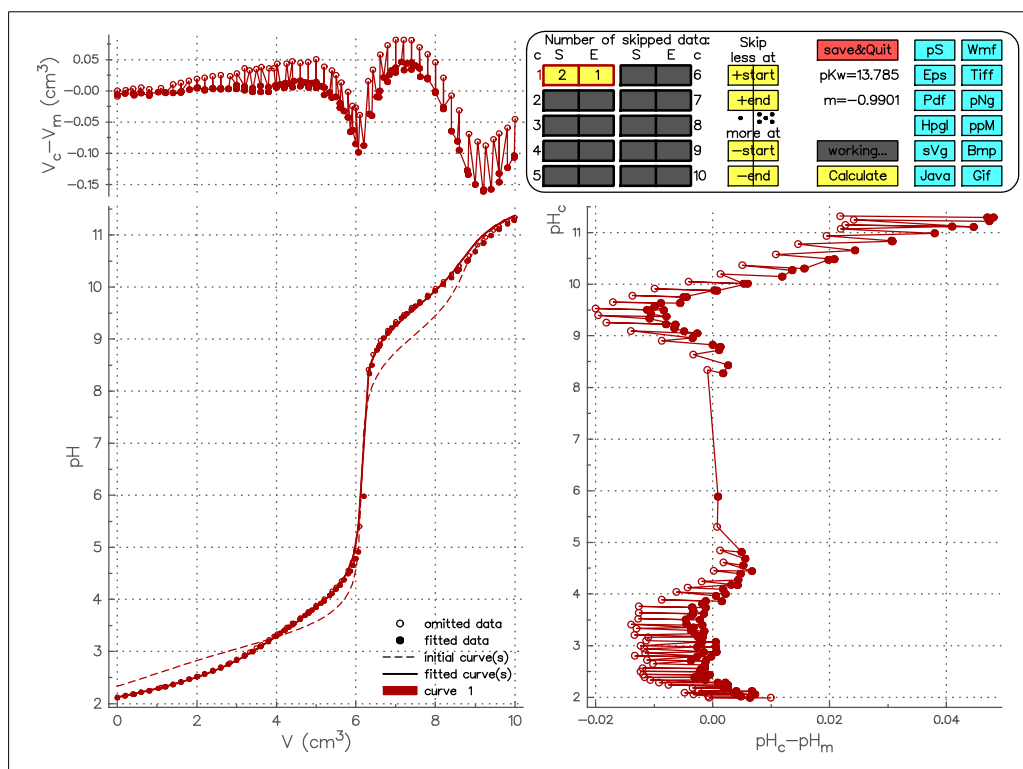 0.05
−0.00
−0.05
−0.10
−0.15
V_c−V_m (cm³)
Number of skipped data:
c S E S E c
1 2 1 6
2 7
3 8
4 9
5 10
Skip
less at
+start
+end
more at
−start
−end
save&Quit
pKw=13.785
m=−0.9901
working...
Calculate
pS Wmf
Eps Tiff
Pdf pNg
Hpgl ppM
sVg Bmp
Java Gif
11
10
9
8
7
6
5
4
3
2
pH
0 2 4 6 8 10
V (cm³)
omitted data
fitted data
initial curve(s)
fitted curve(s)
curve 1
pH_c
11
10
9
8
7
6
5
4
3
2
−0.02 0.00 0.02 0.04
pH_c−pH_m